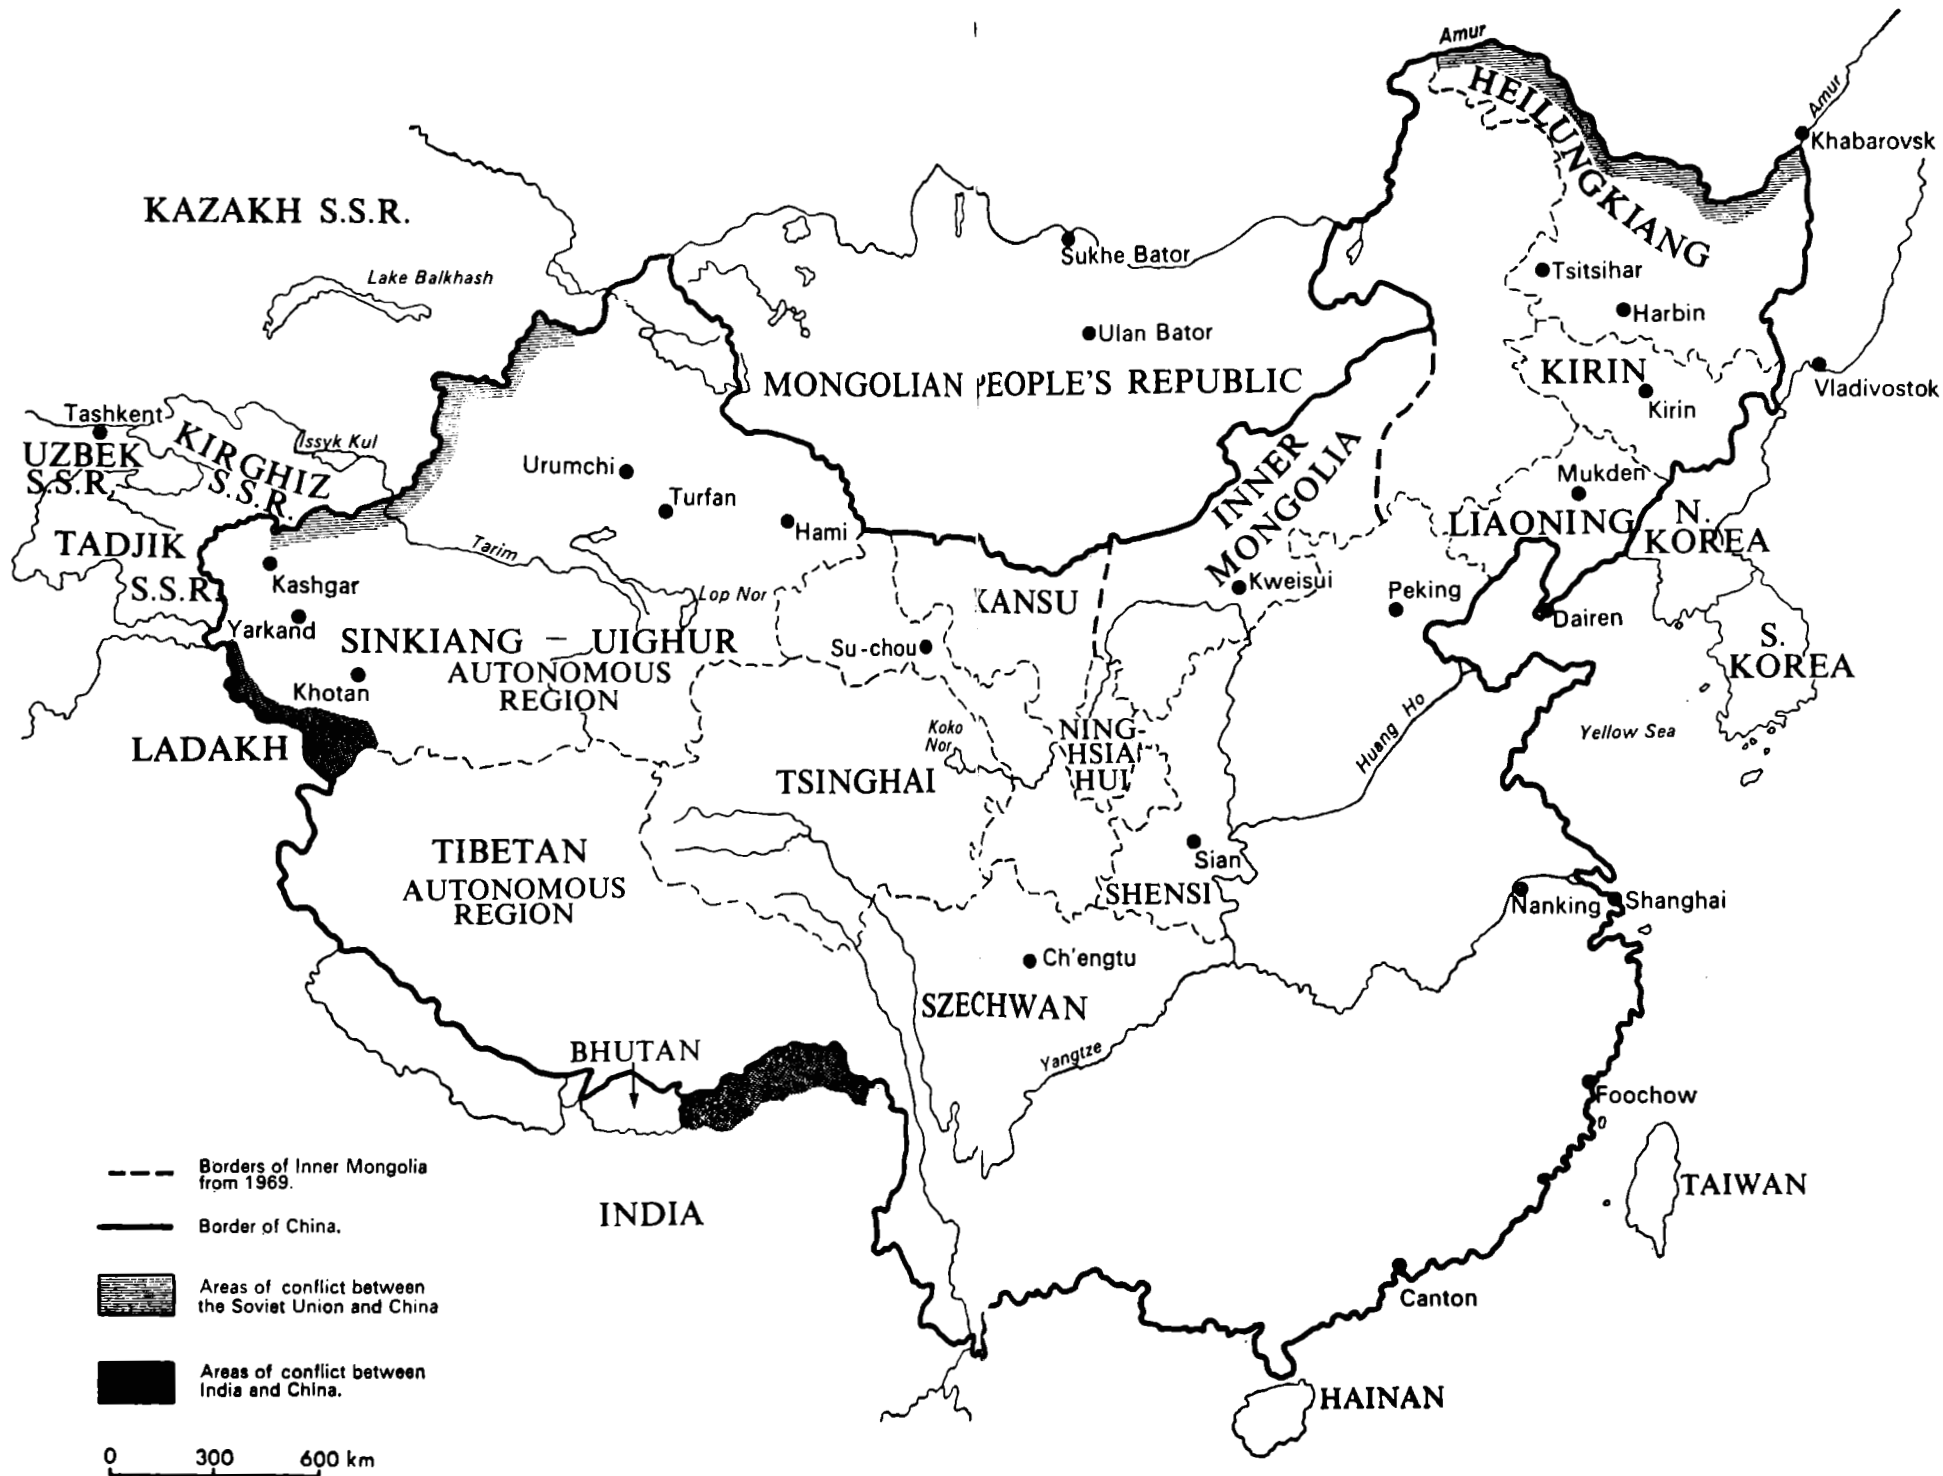 Amur
HEILUNGKIANG
Amur
Khabarovsk
KAZAKH S.S.R.
Lake Balkhash
Sukhe Bator
Tsitsihar
Ulan Bator
Harbin
MONGOLIAN PEOPLE'S REPUBLIC
KIRIN
Kirin
Vladivostok
Tashkent
UZBEK
S.S.R.
KIRGHIZ
S.S.R.
Issyk Kul
Urumchi
Turfan
Hami
INNER
MONGOLIA
Mukden
LIAONING
N.
KOREA
TADJIK
S.S.R.
Tarim
Kashgar
Lop Nor
KANSU
Kweisui
Peking
Dairen
Yarkand
SINKIANG – UIGHUR
AUTONOMOUS
REGION
Su-chou
S.
KOREA
Khotan
LADAKH
Koko
Nor
NING-
HSIA
HUI
Huang Ho
Yellow Sea
TSINGHAI
TIBETAN
AUTONOMOUS
REGION
Sian
SHENSI
Nanking
Shanghai
Ch'engtu
SZECHWAN
Yangtze
BHUTAN
Foochow
TAIWAN
INDIA
Canton
HAINAN
Borders of Inner Mongolia
from 1969.
Border of China.
Areas of conflict between
the Soviet Union and China
Areas of conflict between
India and China.
0 300 600 km